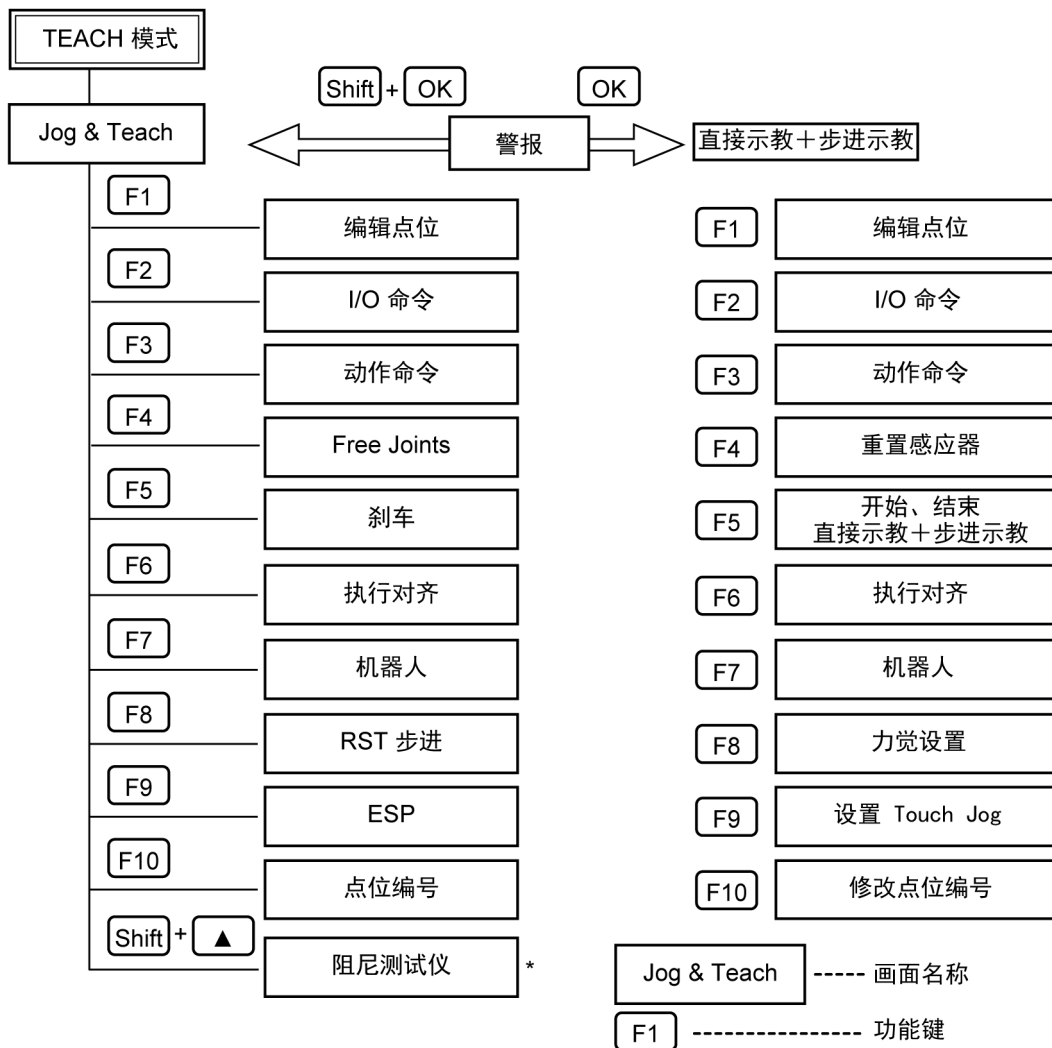 TEACH 模式
Shift + OK
OK
Jog & Teach
警报
直接示教＋步进示教
F1
编辑点位
F2
I/O 命令
F3
动作命令
F4
Free Joints
F5
刹车
F6
执行对齐
F7
机器人
F8
RST 步进
F9
ESP
F10
点位编号
Shift + ▲
阻尼测试仪 *
F1 编辑点位
F2 I/O 命令
F3 动作命令
F4 重置感应器
F5 开始、结束
直接示教＋步进示教
F6 执行对齐
F7 机器人
F8 力觉设置
F9 设置 Touch Jog
F10 修改点位编号
Jog & Teach ----- 画面名称
F1 ---------------- 功能键